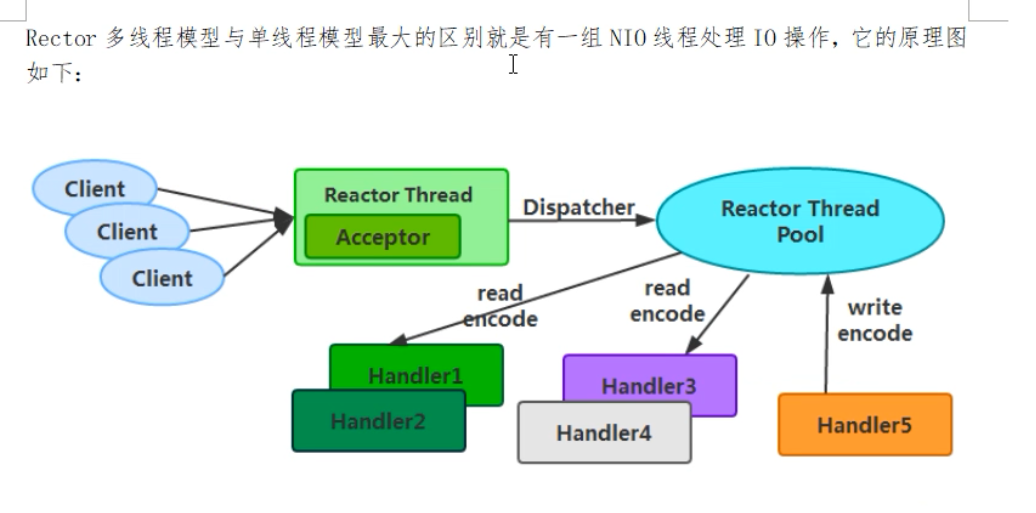 Rector 多线程模型与单线程模型最大的区别就是有一组 NIO 线程处理 IO 操作，它的原理图
如下：
Client
Client
Client
Reactor Thread
Acceptor
Dispatcher
Reactor Thread
Pool
read
encode
read
encode
write
encode
Handler1
Handler2
Handler3
Handler4
Handler5